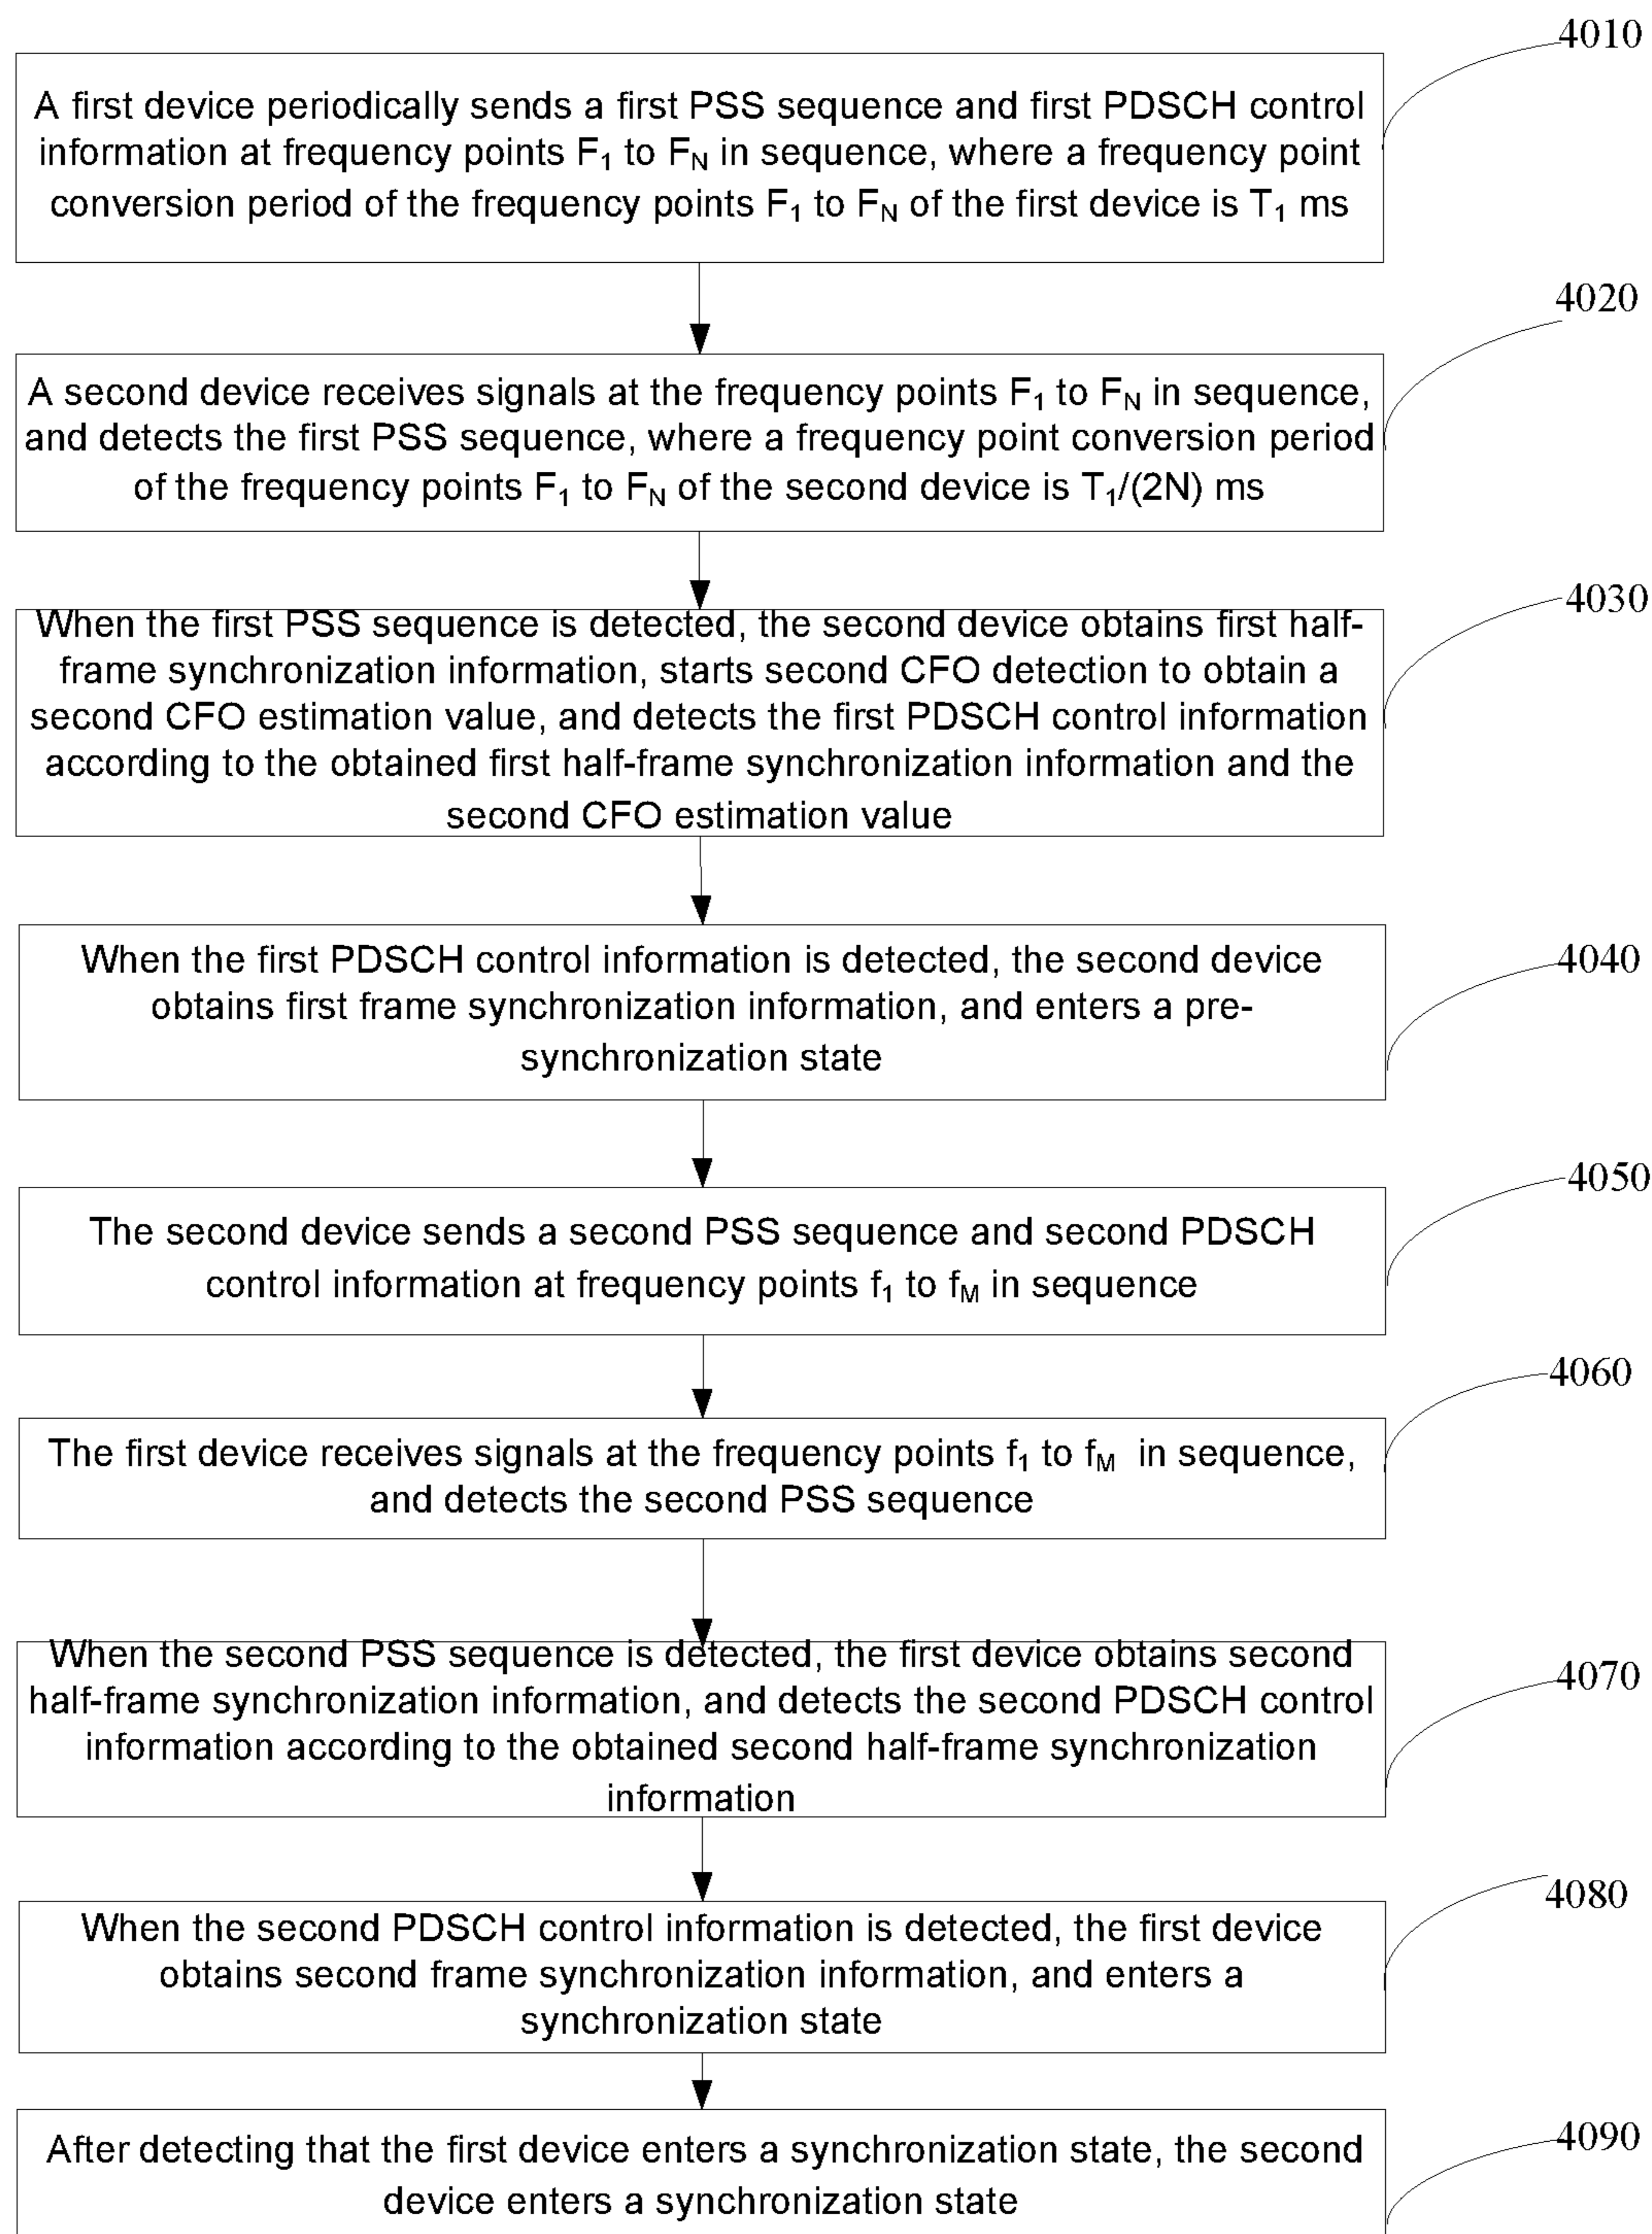 4010
A first device periodically sends a first PSS sequence and first PDSCH control
information at frequency points F₁ to F_N in sequence, where a frequency point
conversion period of the frequency points F₁ to F_N of the first device is T₁ ms
4020
A second device receives signals at the frequency points F₁ to F_N in sequence,
and detects the first PSS sequence, where a frequency point conversion period
of the frequency points F₁ to F_N of the second device is T₁/(2N) ms
4030
When the first PSS sequence is detected, the second device obtains first half-
frame synchronization information, starts second CFO detection to obtain a
second CFO estimation value, and detects the first PDSCH control information
according to the obtained first half-frame synchronization information and the
second CFO estimation value
4040
When the first PDSCH control information is detected, the second device
obtains first frame synchronization information, and enters a pre-
synchronization state
4050
The second device sends a second PSS sequence and second PDSCH
control information at frequency points f₁ to f_M in sequence
4060
The first device receives signals at the frequency points f₁ to f_M in sequence,
and detects the second PSS sequence
4070
When the second PSS sequence is detected, the first device obtains second
half-frame synchronization information, and detects the second PDSCH control
information according to the obtained second half-frame synchronization
information
4080
When the second PDSCH control information is detected, the first device
obtains second frame synchronization information, and enters a
synchronization state
4090
After detecting that the first device enters a synchronization state, the second
device enters a synchronization state